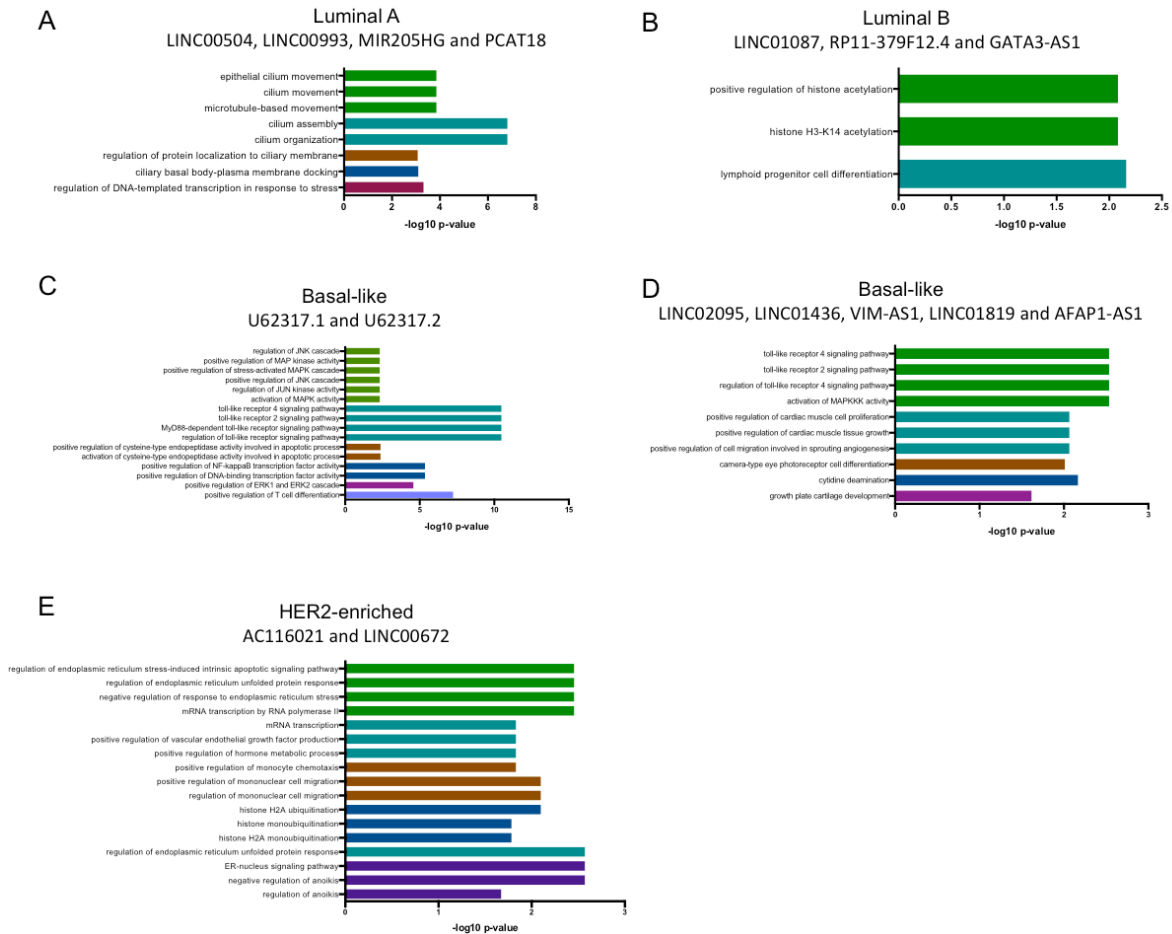 A
Luminal A
LINC00504, LINC00993, MIR205HG and PCAT18
epithelial cilium movement
cilium movement
microtubule-based movement
cilium assembly
cilium organization
regulation of protein localization to ciliary membrane
ciliary basal body-plasma membrane docking
regulation of DNA-templated transcription in response to stress
0 2 4 6 8
-log10 p-value
B
Luminal B
LINC01087, RP11-379F12.4 and GATA3-AS1
positive regulation of histone acetylation
histone H3-K14 acetylation
lymphoid progenitor cell differentiation
0.0 0.5 1.0 1.5 2.0 2.5
-log10 p-value
C
Basal-like
U62317.1 and U62317.2
regulation of JNK cascade
positive regulation of MAP kinase activity
positive regulation of stress-activated MAPK cascade
positive regulation of JNK cascade
regulation of JUN kinase activity
activation of MAPK activity
toll-like receptor 4 signaling pathway
toll-like receptor 2 signaling pathway
MyD88-dependent toll-like receptor signaling pathway
regulation of toll-like receptor signaling pathway
positive regulation of cysteine-type endopeptidase activity involved in apoptotic process
activation of cysteine-type endopeptidase activity involved in apoptotic process
positive regulation of NF-kappaB transcription factor activity
positive regulation of DNA-binding transcription factor activity
positive regulation of ERK1 and ERK2 cascade
positive regulation of T cell differentiation
0 5 10 15
-log10 p-value
D
Basal-like
LINC02095, LINC01436, VIM-AS1, LINC01819 and AFAP1-AS1
toll-like receptor 4 signaling pathway
toll-like receptor 2 signaling pathway
regulation of toll-like receptor 4 signaling pathway
activation of MAPKKK activity
positive regulation of cardiac muscle cell proliferation
positive regulation of cardiac muscle tissue growth
positive regulation of cell migration involved in sprouting angiogenesis
camera-type eye photoreceptor cell differentiation
cytidine deamination
growth plate cartilage development
0 1 2 3
-log10 p-value
E
HER2-enriched
AC116021 and LINC00672
regulation of endoplasmic reticulum stress-induced intrinsic apoptotic signaling pathway
regulation of endoplasmic reticulum unfolded protein response
negative regulation of response to endoplasmic reticulum stress
mRNA transcription by RNA polymerase II
mRNA transcription
positive regulation of vascular endothelial growth factor production
positive regulation of hormone metabolic process
positive regulation of monocyte chemotaxis
positive regulation of mononuclear cell migration
regulation of mononuclear cell migration
histone H2A ubiquitination
histone monoubiquitination
histone H2A monoubiquitination
regulation of endoplasmic reticulum unfolded protein response
ER-nucleus signaling pathway
negative regulation of anoikis
regulation of anoikis
0 1 2 3
-log10 p-value